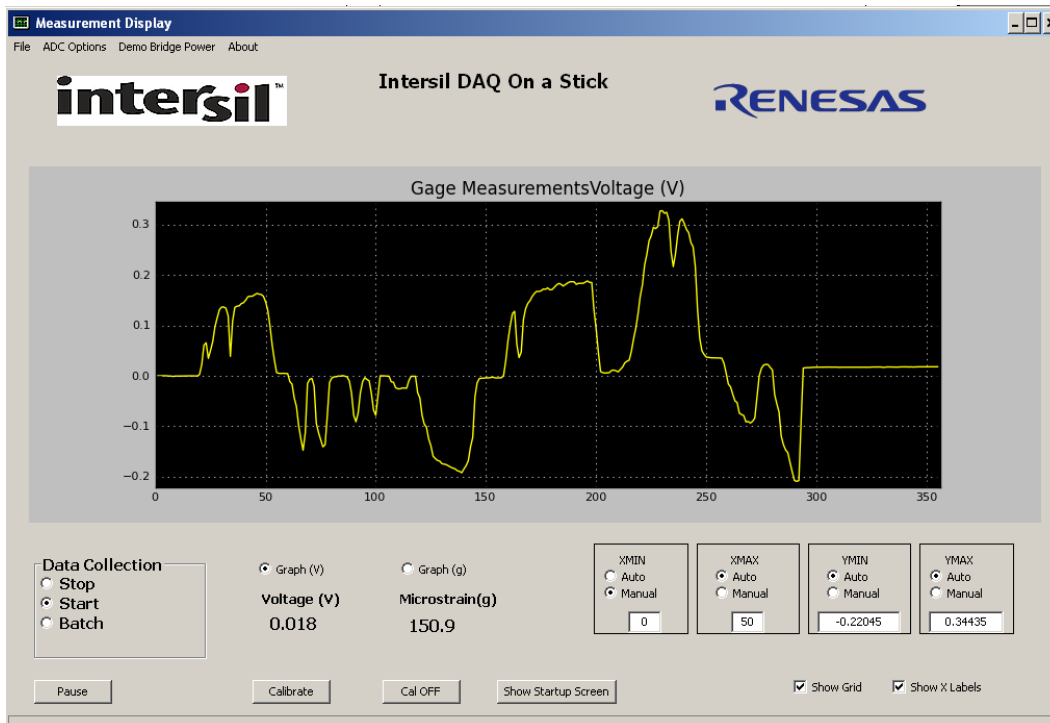 Measurement Display
File ADC Options Demo Bridge Power About
intersil™
Intersil DAQ On a Stick
RENESAS
Gage MeasurementsVoltage (V)
0.3
0.2
0.1
0.0
−0.1
−0.2
0 50 100 150 200 250 300 350
Data Collection
Stop
Start
Batch
Graph (V)
Voltage (V)
0.018
Graph (g)
Microstrain(g)
150.9
XMIN
Auto
Manual
0
XMAX
Auto
Manual
50
YMIN
Auto
Manual
-0.22045
YMAX
Auto
Manual
0.34435
Pause
Calibrate
Cal OFF
Show Startup Screen
Show Grid
Show X Labels